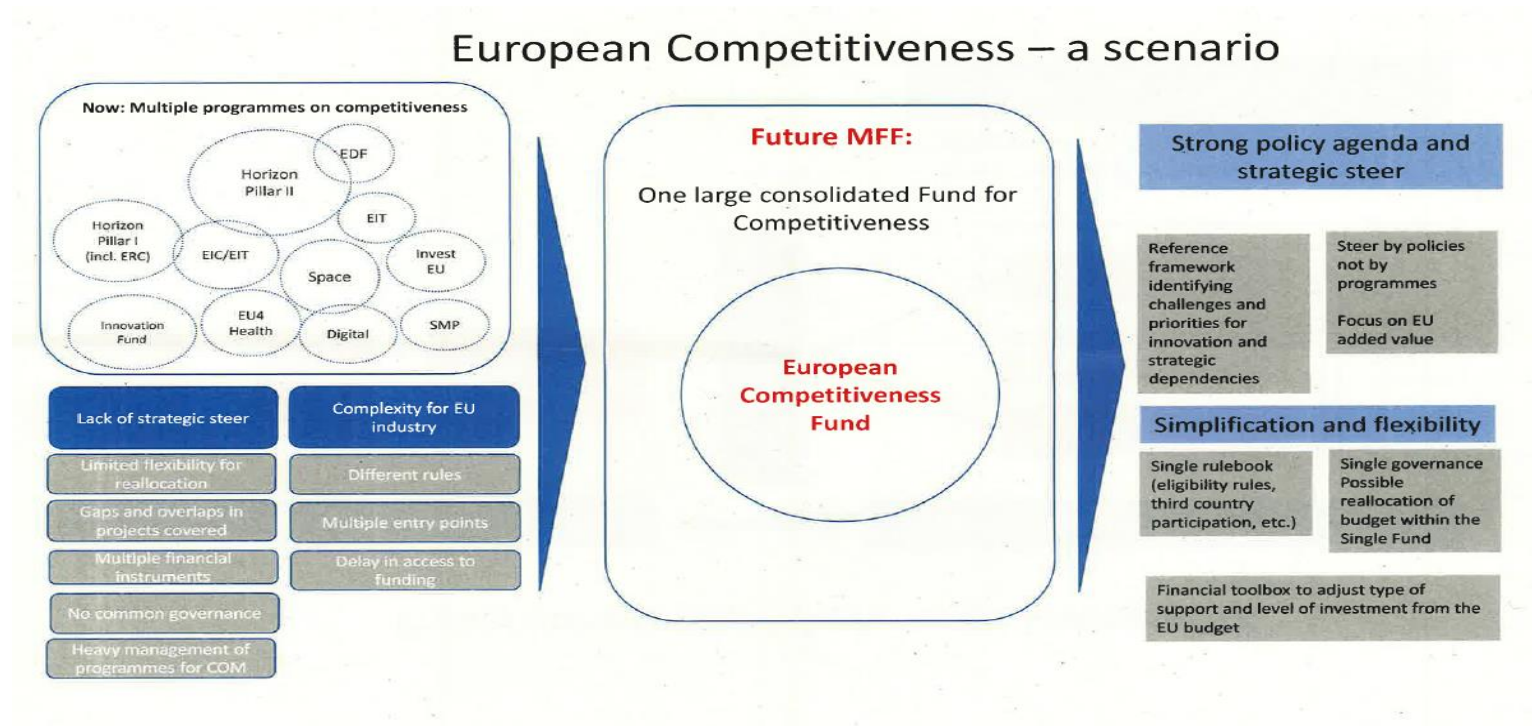 European Competitiveness – a scenario
Now: Multiple programmes on competitiveness
EDF
Horizon
Pillar II
EIT
Horizon
Pillar I
(incl. ERC)
EIC/EIT
Space
Invest
EU
Innovation
Fund
EU4
Health
Digital
SMP
Lack of strategic steer
Limited flexibility for
reallocation
Gaps and overlaps in
projects covered
Multiple financial
instruments
No common governance
Heavy management of
programmes for COM
Complexity for EU
industry
Different rules
Multiple entry points
Delay in access to
funding
Future MFF:
One large consolidated Fund for
Competitiveness
European
Competitiveness
Fund
Strong policy agenda and
strategic steer
Reference
framework
identifying
challenges and
priorities for
innovation and
strategic
dependencies
Steer by policies
not by
programmes
Focus on EU
added value
Simplification and flexibility
Single rulebook
(eligibility rules,
third country
participation, etc.)
Single governance
Possible
reallocation of
budget within the
Single Fund
Financial toolbox to adjust type of
support and level of investment from the
EU budget